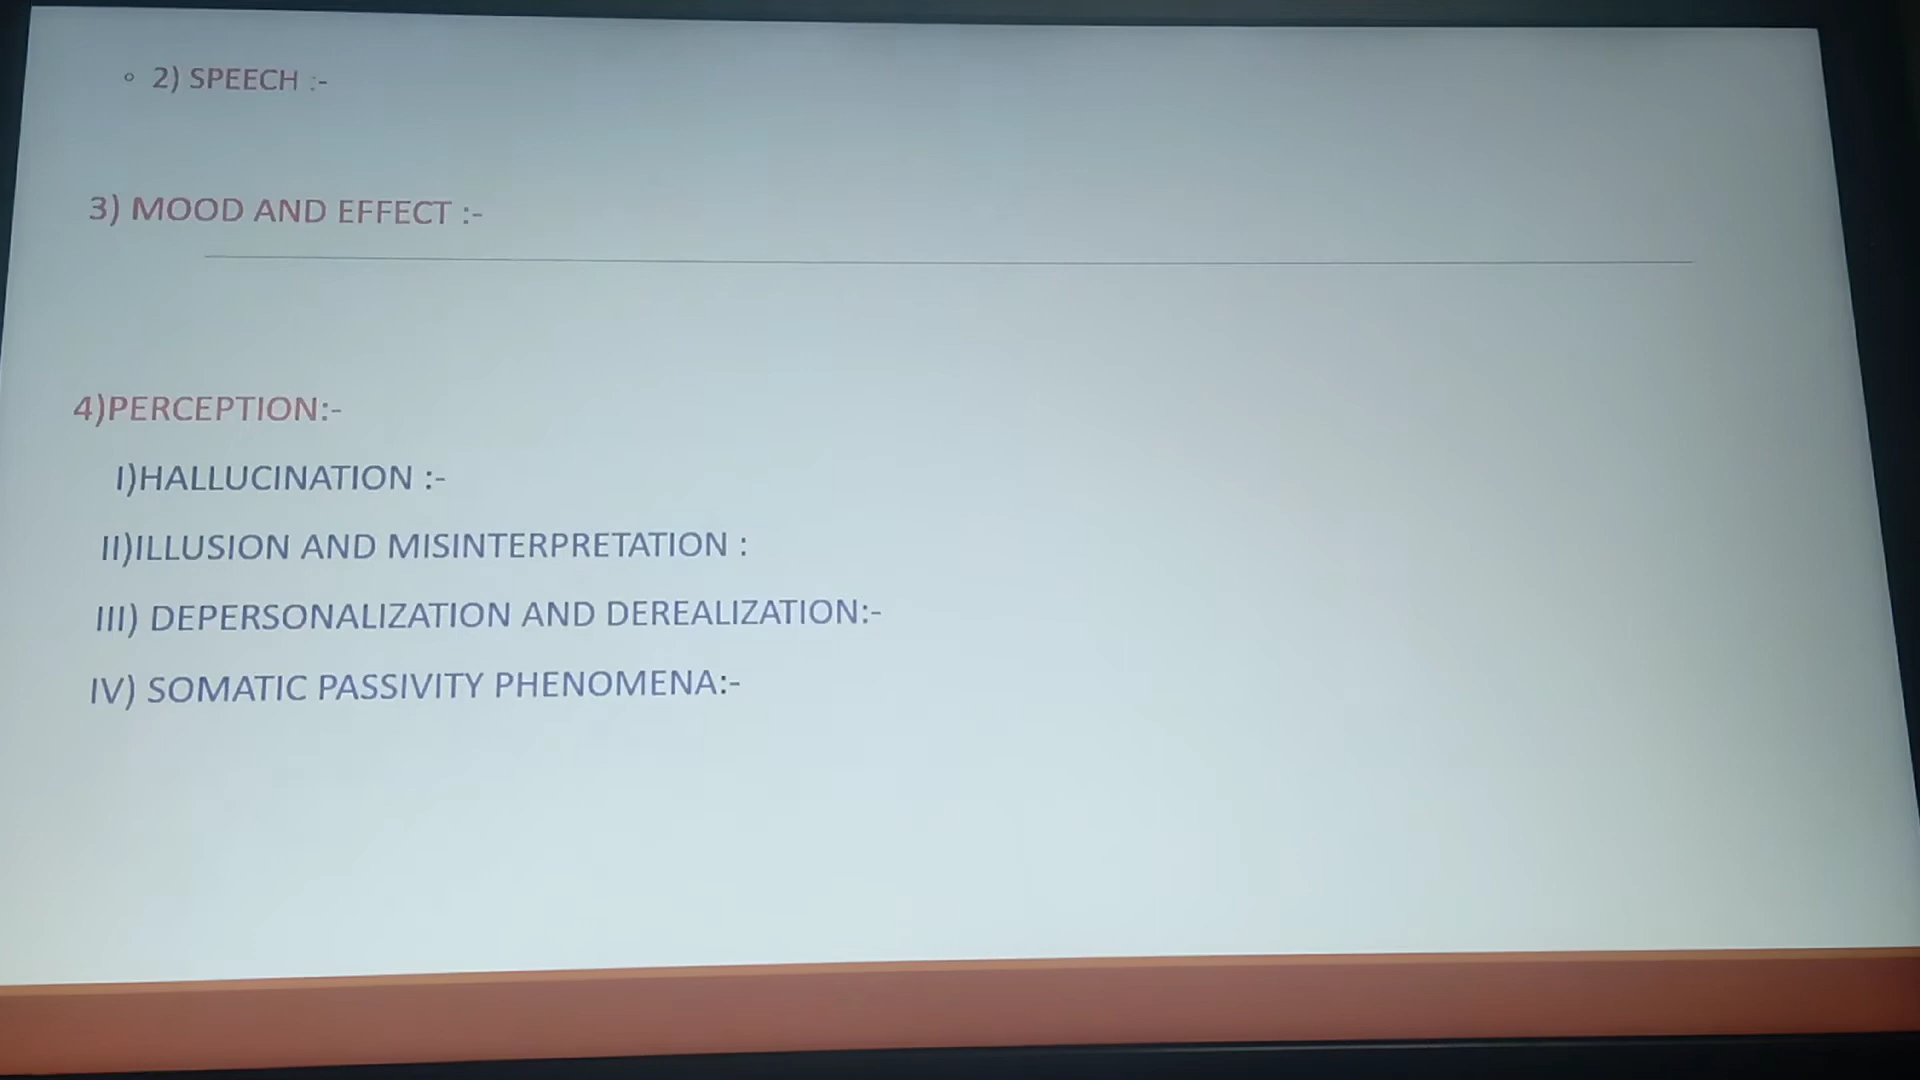 ◦ 2) SPEECH :-
3) MOOD AND EFFECT :-
4)PERCEPTION:-
I)HALLUCINATION :-
II)ILLUSION AND MISINTERPRETATION :
III) DEPERSONALIZATION AND DEREALIZATION:-
IV) SOMATIC PASSIVITY PHENOMENA:-